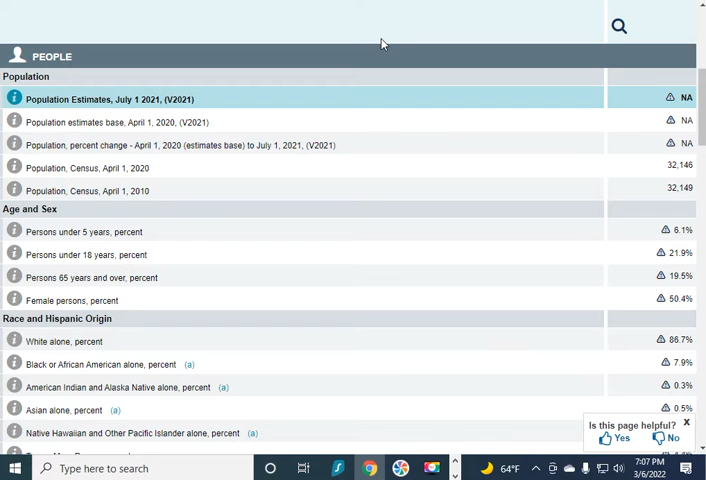 PEOPLE
Population
Population Estimates, July 1 2021, (V2021) NA
Population estimates base, April 1, 2020, (V2021) NA
Population, percent change - April 1, 2020 (estimates base) to July 1, 2021, (V2021) NA
Population, Census, April 1, 2020 32,146
Population, Census, April 1, 2010 32,149
Age and Sex
Persons under 5 years, percent 6.1%
Persons under 18 years, percent 21.9%
Persons 65 years and over, percent 19.5%
Female persons, percent 50.4%
Race and Hispanic Origin
White alone, percent 86.7%
Black or African American alone, percent (a) 7.9%
American Indian and Alaska Native alone, percent (a) 0.3%
Asian alone, percent (a) 0.5%
Native Hawaiian and Other Pacific Islander alone, percent (a)
Is this page helpful? X
Yes No
Type here to search
64°F
7:07 PM
3/6/2022